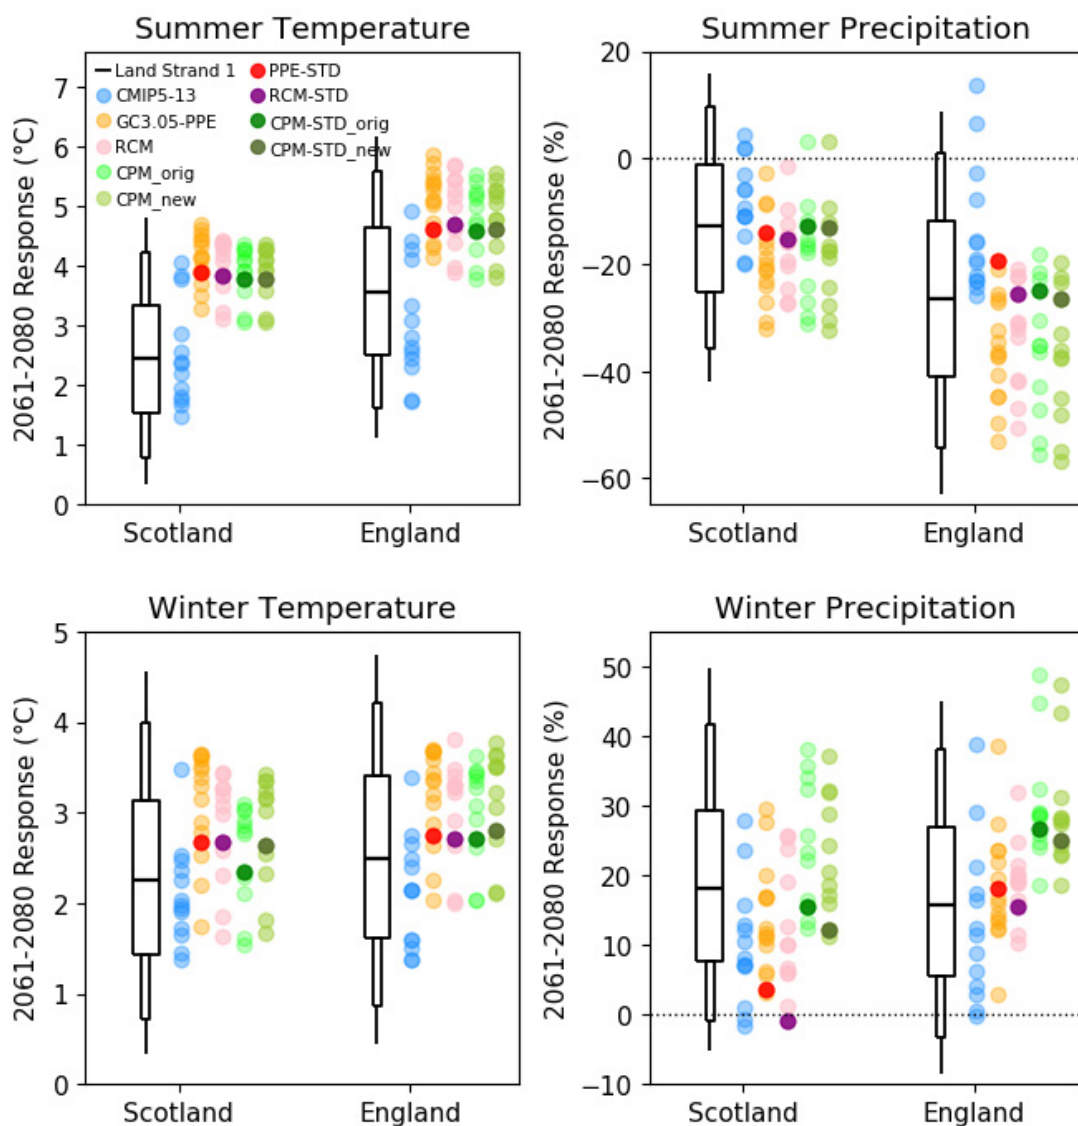 Summer Temperature
2061-2080 Response (°C)
7
6
5
4
3
2
1
0
Land Strand 1
CMIP5-13
GC3.05-PPE
RCM
CPM_orig
CPM_new
PPE-STD
RCM-STD
CPM-STD_orig
CPM-STD_new
Scotland England
Summer Precipitation
2061-2080 Response (%)
20
0
−20
−40
−60
Scotland England
Winter Temperature
2061-2080 Response (°C)
5
4
3
2
1
0
Scotland England
Winter Precipitation
2061-2080 Response (%)
50
40
30
20
10
0
−10
Scotland England